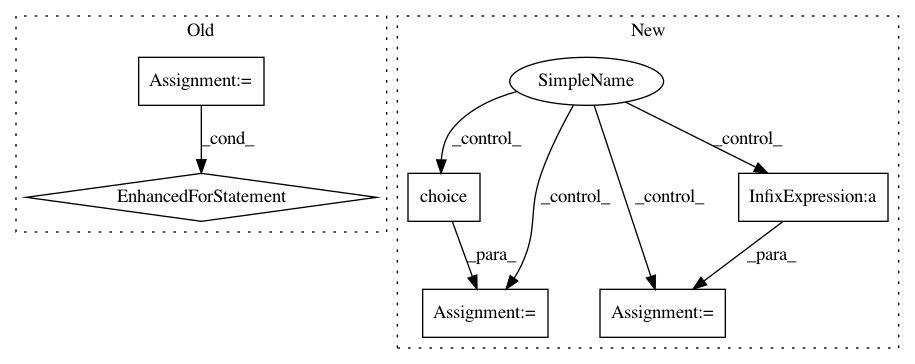 Old
Assignment:=
_cond_
EnhancedForStatement
New
SimpleName
_control_
_control_
_control_
_control_
choice
InfixExpression:a
_para_
_para_
Assignment:=
Assignment:=